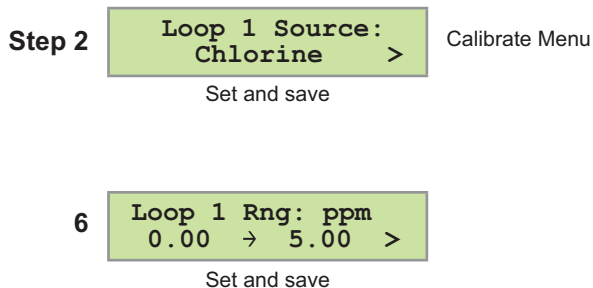 Step 2
Loop 1 Source:
Chlorine >
Calibrate Menu
Set and save
6
Loop 1 Rng: ppm
0.00 → 5.00 >
Set and save